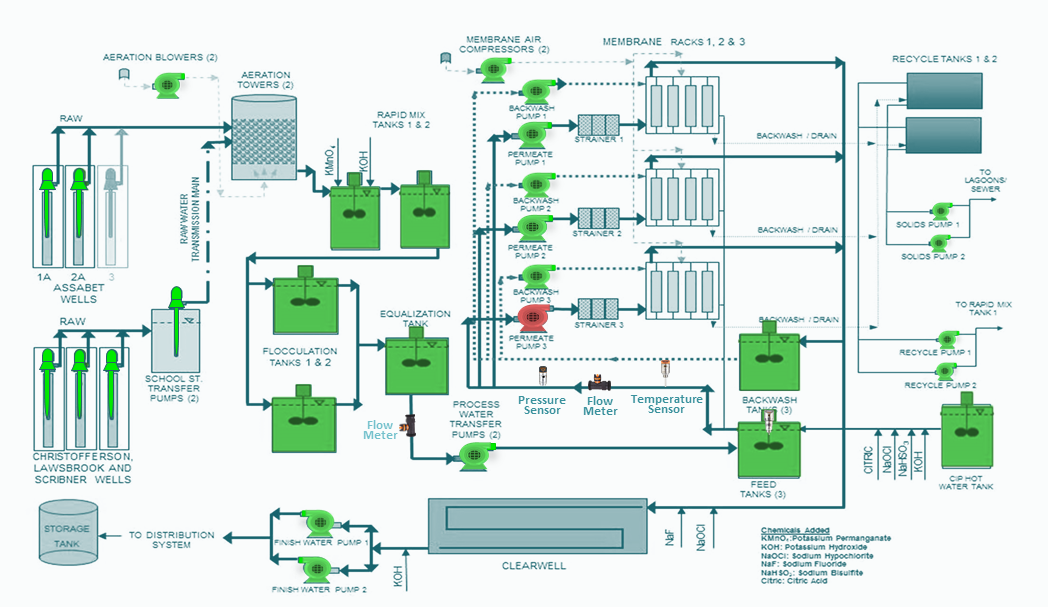 MEMBRANE AIR
COMPRESSORS (2)
MEMBRANE RACKS 1, 2 & 3
AERATION BLOWERS (2)
RECYCLE TANKS 1 & 2
AERATION
TOWERS (2)
RAW
RAPID MIX
TANKS 1 & 2
KMnO₄
KOH
BACKWASH
PUMP 1
PERMEATE
PUMP 1
STRAINER 1
BACKWASH / DRAIN
RAW WATER
TRANSMISSION MAIN
BACKWASH
PUMP 2
PERMEATE
PUMP 2
STRAINER 2
BACKWASH / DRAIN
TO
LAGOONS/
SEWER
SOLIDS PUMP 1
SOLIDS PUMP 2
1A
2A
3
ASSABET
WELLS
BACKWASH
PUMP 3
PERMEATE
PUMP 3
STRAINER 3
BACKWASH / DRAIN
TO RAPID MIX
TANK 1
RECYCLE PUMP 1
RECYCLE PUMP 2
RAW
EQUALIZATION
TANK
FLOCCULATION
TANKS 1 & 2
SCHOOL ST.
TRANSFER
PUMPS (2)
Pressure
Sensor
Flow
Meter
Temperature
Sensor
BACKWASH
TANKS (3)
Flow
Meter
PROCESS
WATER
TRANSFER
PUMPS (2)
CHRISTOFFERSON,
LAWSBROOK AND
SCRIBNER WELLS
FEED
TANKS (3)
CITRIC
NaOCl
NaHSO₃
KOH
CIP HOT
WATER TANK
STORAGE
TANK
TO DISTRIBUTION
SYSTEM
FINISH WATER PUMP 1
FINISH WATER PUMP 2
KOH
CLEARWELL
NaF
NaOCl
Chemicals Added
KMnO₄:Potassium Permanganate
KOH: Potassium Hydroxide
NaOCl: Sodium Hypochlorite
NaF: Sodium Fluoride
NaHSO₃: Sodium Bisulfite
Citric: Citric Acid